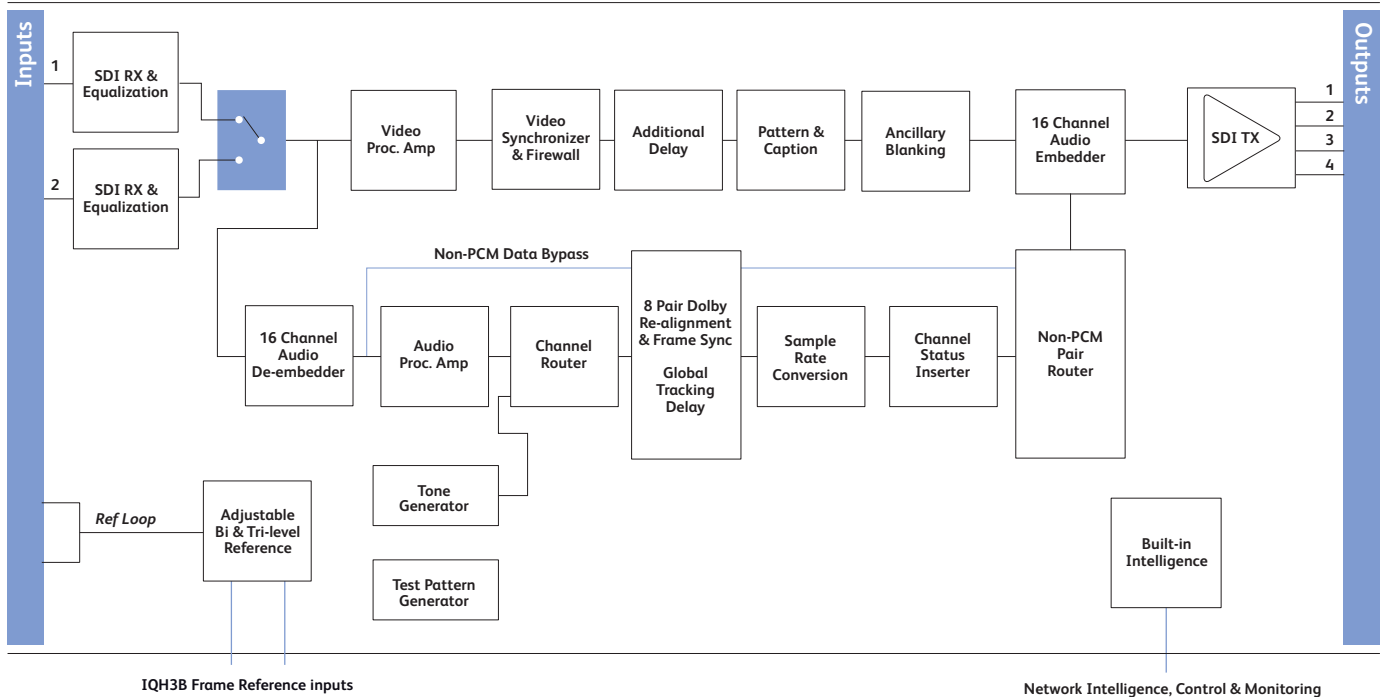 Inputs
Outputs
1
SDI RX &
Equalization
2
SDI RX &
Equalization
Video
Proc. Amp
Video
Synchronizer
& Firewall
Additional
Delay
Pattern &
Caption
Ancillary
Blanking
16 Channel
Audio
Embedder
SDI TX
1
2
3
4
Non-PCM Data Bypass
16 Channel
Audio
De-embedder
Audio
Proc. Amp
Channel
Router
8 Pair Dolby
Re-alignment
& Frame Sync
Global
Tracking
Delay
Sample
Rate
Conversion
Channel
Status
Inserter
Non-PCM
Pair
Router
Tone
Generator
Ref Loop
Adjustable
Bi & Tri-level
Reference
Test Pattern
Generator
Built-in
Intelligence
IQH3B Frame Reference inputs
Network Intelligence, Control & Monitoring